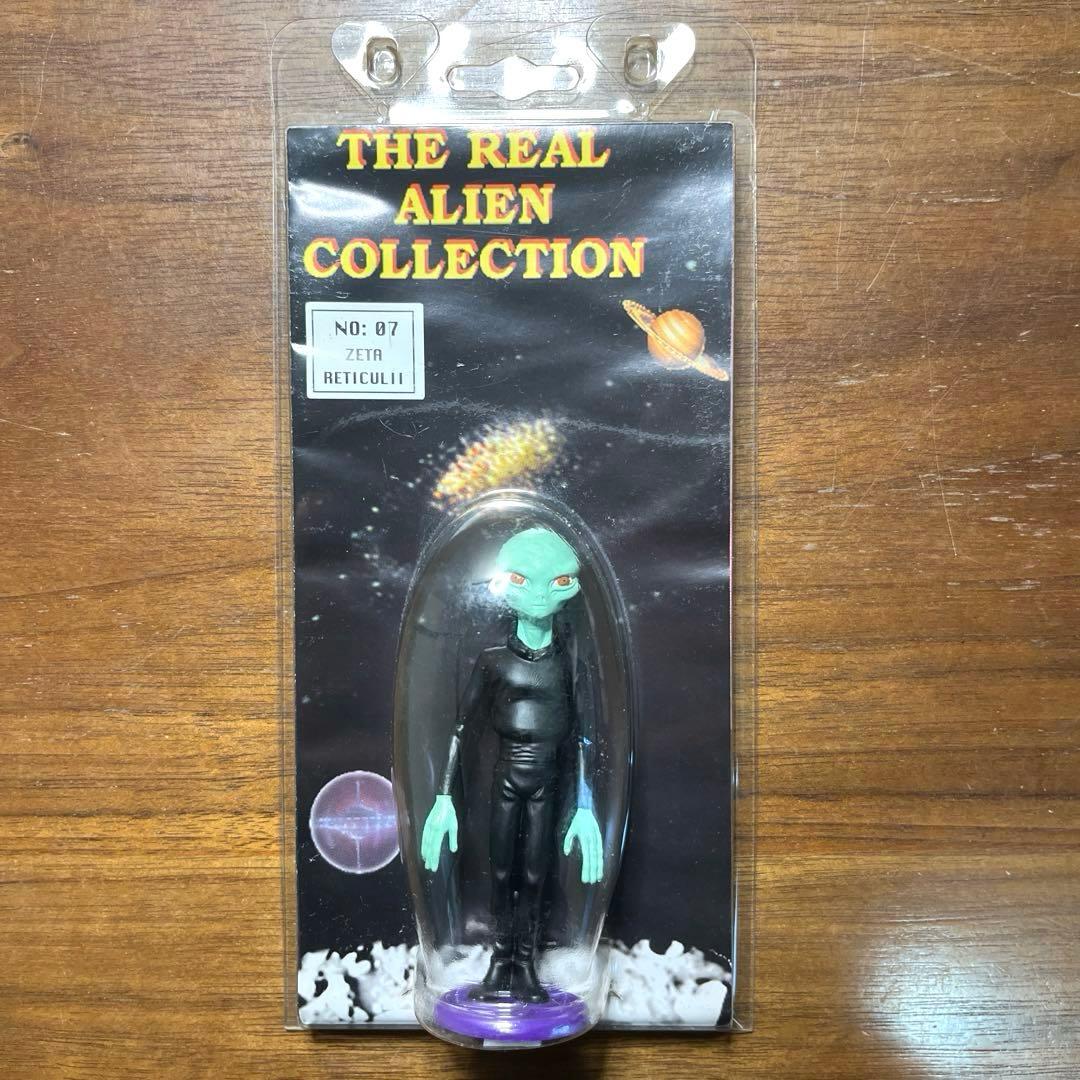 THE REAL
ALIEN
COLLECTION
NO: 07
ZETA
RETICULII